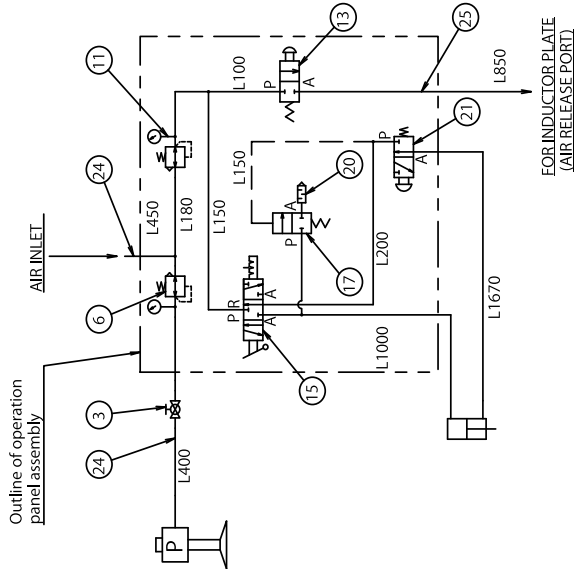 Outline of operation
panel assembly
AIR INLET
24
3
24
6
11
13
25
21
20
17
15
L400
L450
L180
L100
L150
L150
L200
L1000
L1670
L850
P
P
A
P
R
A
A
P
A
P
A
FOR INDUCTOR PLATE
(AIR RELEASE PORT)